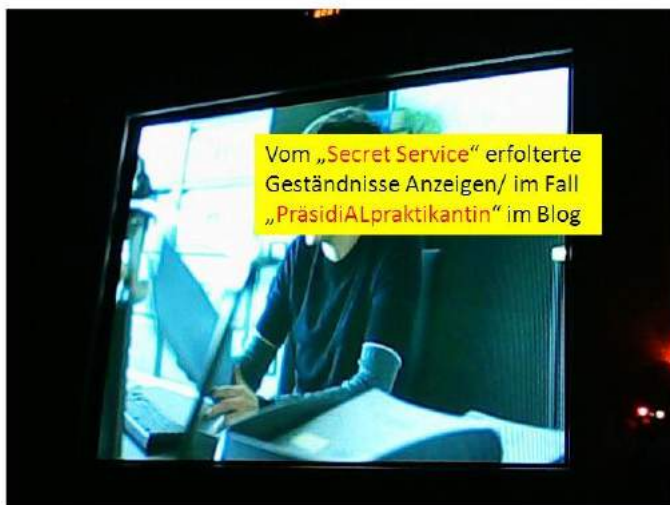 Vom „Secret Service“ erfolterte
Geständnisse Anzeigen/ im Fall
„PräsidiALpraktikantin“ im Blog